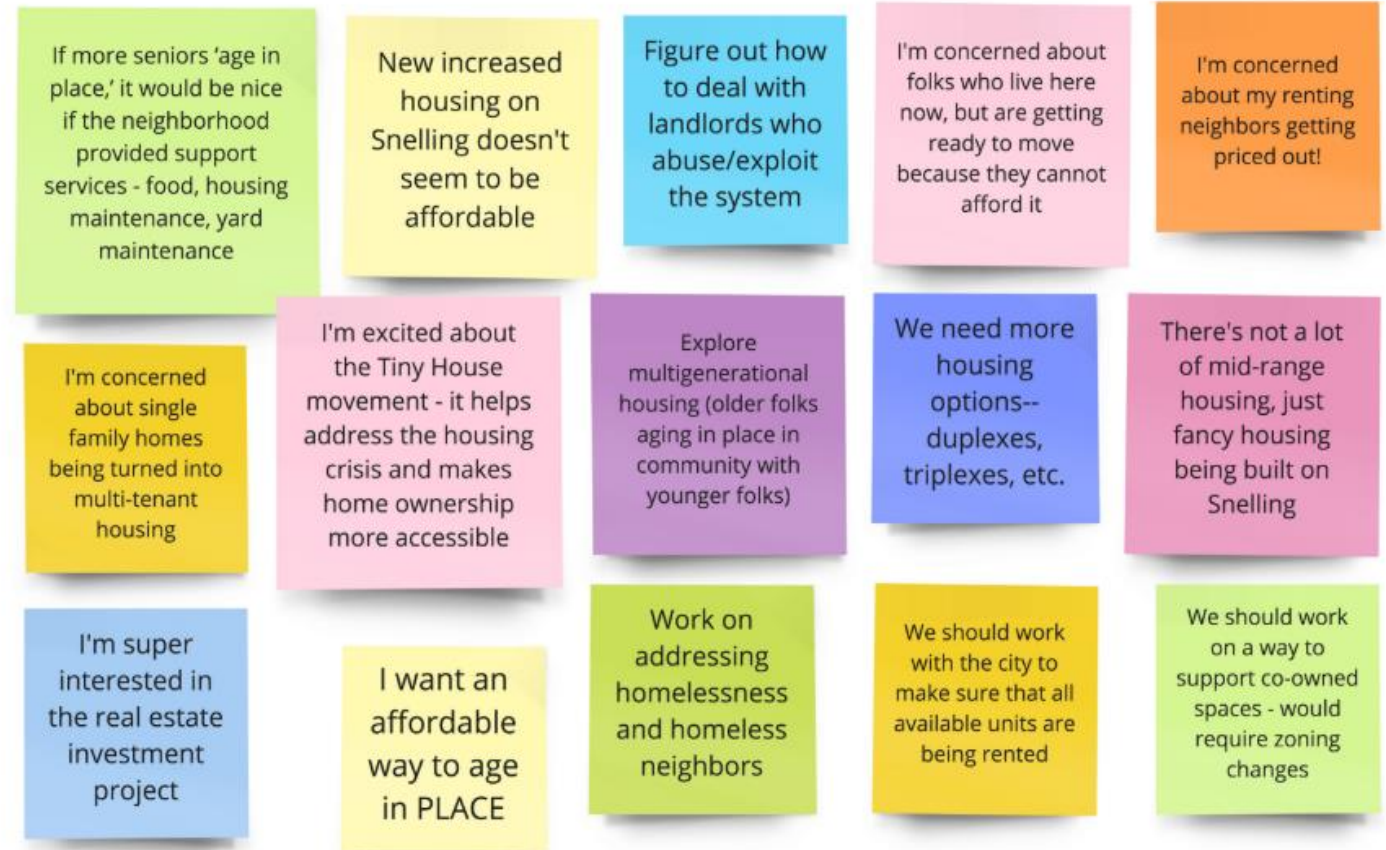 If more seniors ‘age in
place,’ it would be nice
if the neighborhood
provided support
services - food, housing
maintenance, yard
maintenance
New increased
housing on
Snelling doesn't
seem to be
affordable
Figure out how
to deal with
landlords who
abuse/exploit
the system
I'm concerned about
folks who live here
now, but are getting
ready to move
because they cannot
afford it
I'm concerned
about my renting
neighbors getting
priced out!
I'm concerned
about single
family homes
being turned into
multi-tenant
housing
I'm excited about
the Tiny House
movement - it helps
address the housing
crisis and makes
home ownership
more accessible
Explore
multigenerational
housing (older folks
aging in place in
community with
younger folks)
We need more
housing
options--
duplexes,
triplexes, etc.
There's not a lot
of mid-range
housing, just
fancy housing
being built on
Snelling
I'm super
interested in
the real estate
investment
project
I want an
affordable
way to age
in PLACE
Work on
addressing
homelessness
and homeless
neighbors
We should work
with the city to
make sure that all
available units are
being rented
We should work
on a way to
support co-owned
spaces - would
require zoning
changes